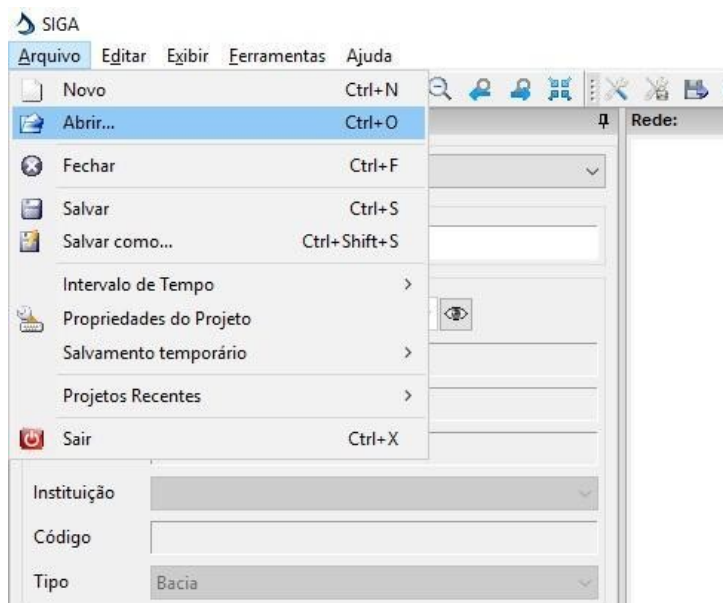 SIGA
Arquivo Editar Exibir Ferramentas Ajuda
Novo Ctrl+N
Abrir... Ctrl+O
Rede:
Fechar Ctrl+F
Salvar Ctrl+S
Salvar como... Ctrl+Shift+S
Intervalo de Tempo
Propriedades do Projeto
Salvamento temporário
Projetos Recentes
Sair Ctrl+X
Instituição
Código
Tipo Bacia